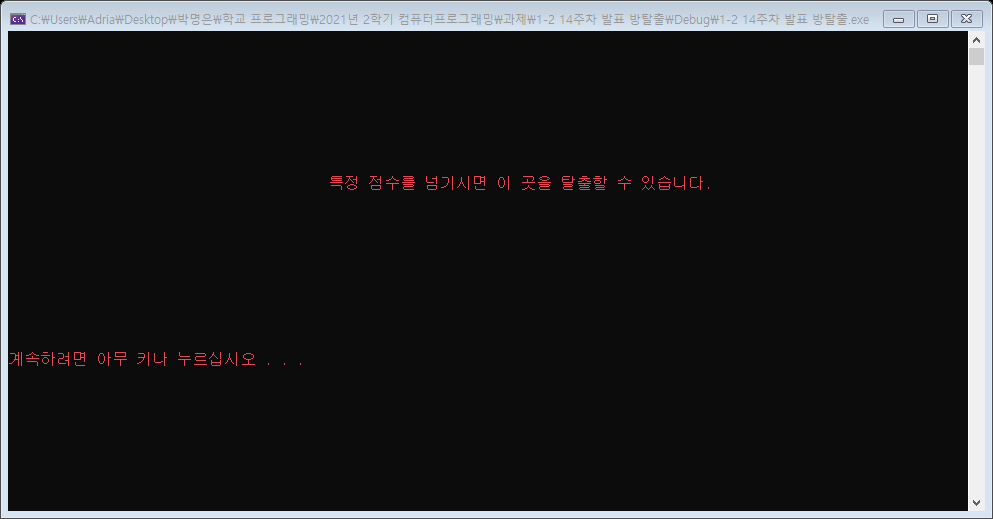 C:\Users\Adria\Desktop\박명은\학교 프로그래밍\2021년 2학기 컴퓨터프로그래밍\과제\1-2 14주차 발표 방탈출\Debug\1-2 14주차 발표 방탈출.exe
특정 점수를 넘기시면 이 곳을 탈출할 수 있습니다.
계속하려면 아무 키나 누르십시오 . . .